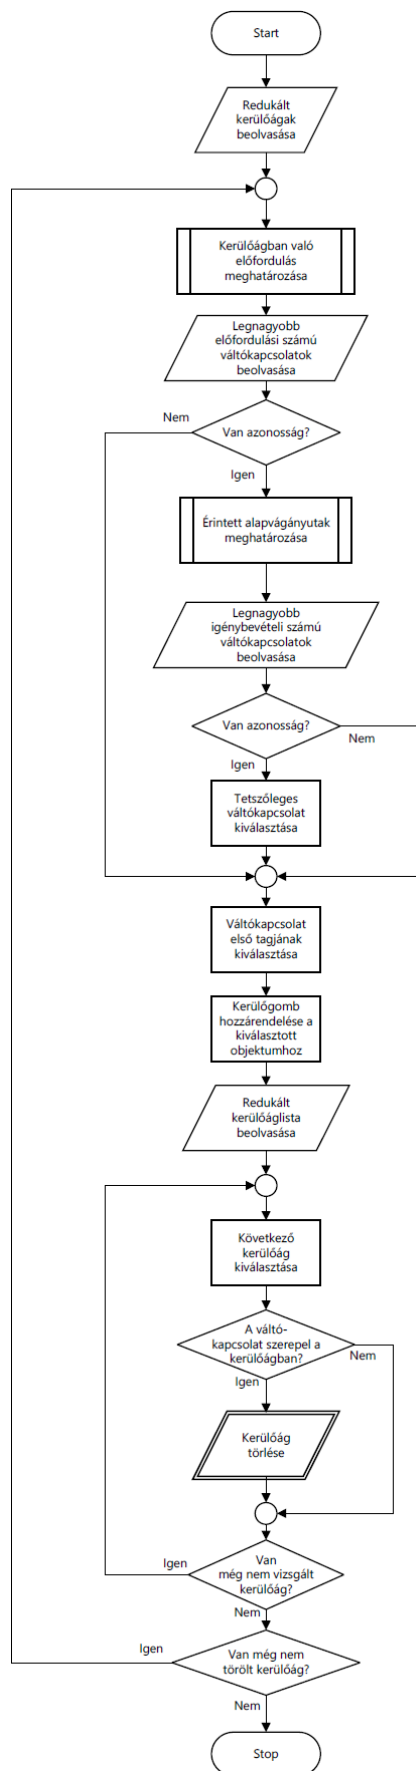 Start
Redukált
kerülőágak
beolvasása
Kerülőágban való
előfordulás
meghatározása
Legnagyobb
előfordulási számú
váltókapcsolatok
beolvasása
Nem
Van azonosság?
Igen
Érintett alapvágányutak
meghatározása
Legnagyobb
igénybevételi számú
váltókapcsolatok
beolvasása
Van azonosság?
Nem
Igen
Tetszőleges
váltókapcsolat
kiválasztása
Váltókapcsolat
első tagjának
kiválasztása
Kerülőgomb
hozzárendelése a
kiválasztott
objektumhoz
Redukált
kerülőáglista
beolvasása
Következő
kerülőág
kiválasztása
A váltó-
kapcsolat szerepel a
kerülőágban?
Nem
Igen
Kerülőág
törlése
Igen
Van
még nem vizsgált
kerülőág?
Nem
Igen
Van még nem
törölt kerülőág?
Nem
Stop